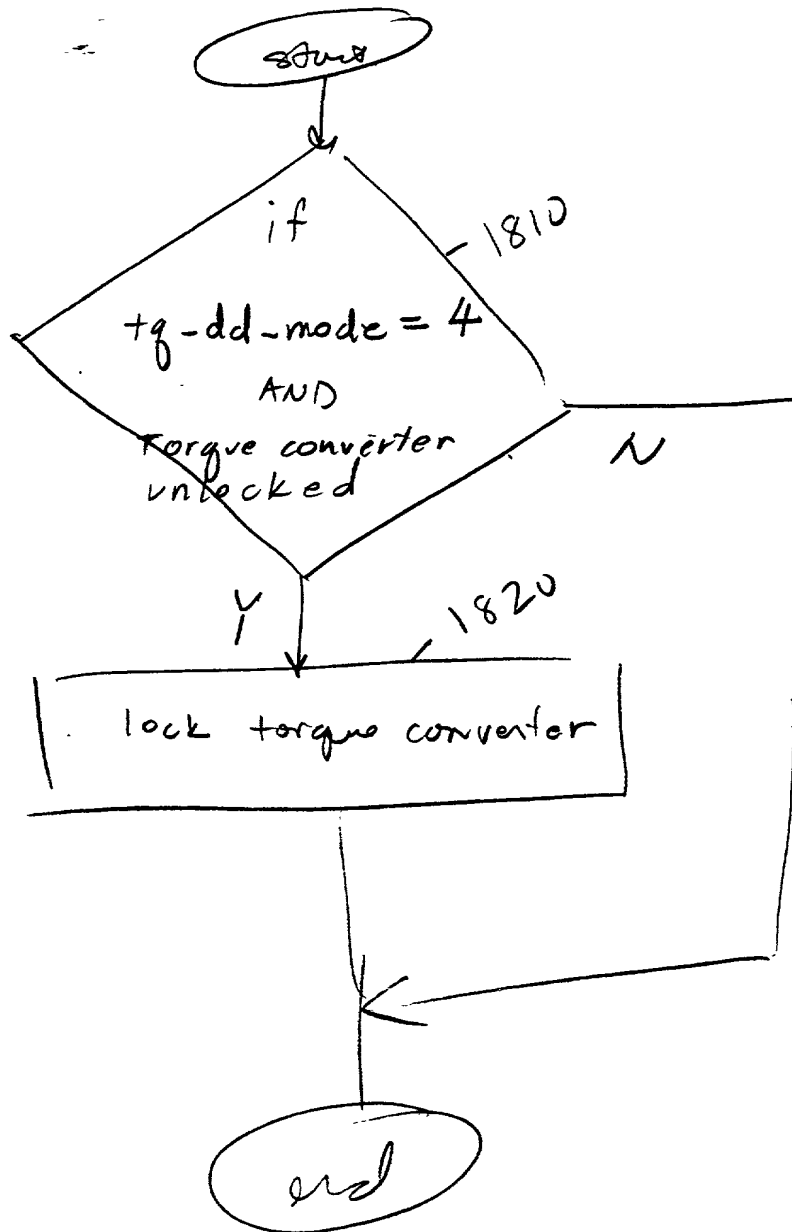 start
if
1810
tq-dd-mode = 4
AND
Torque converter
unlocked
N
Y
1820
lock torque converter
end